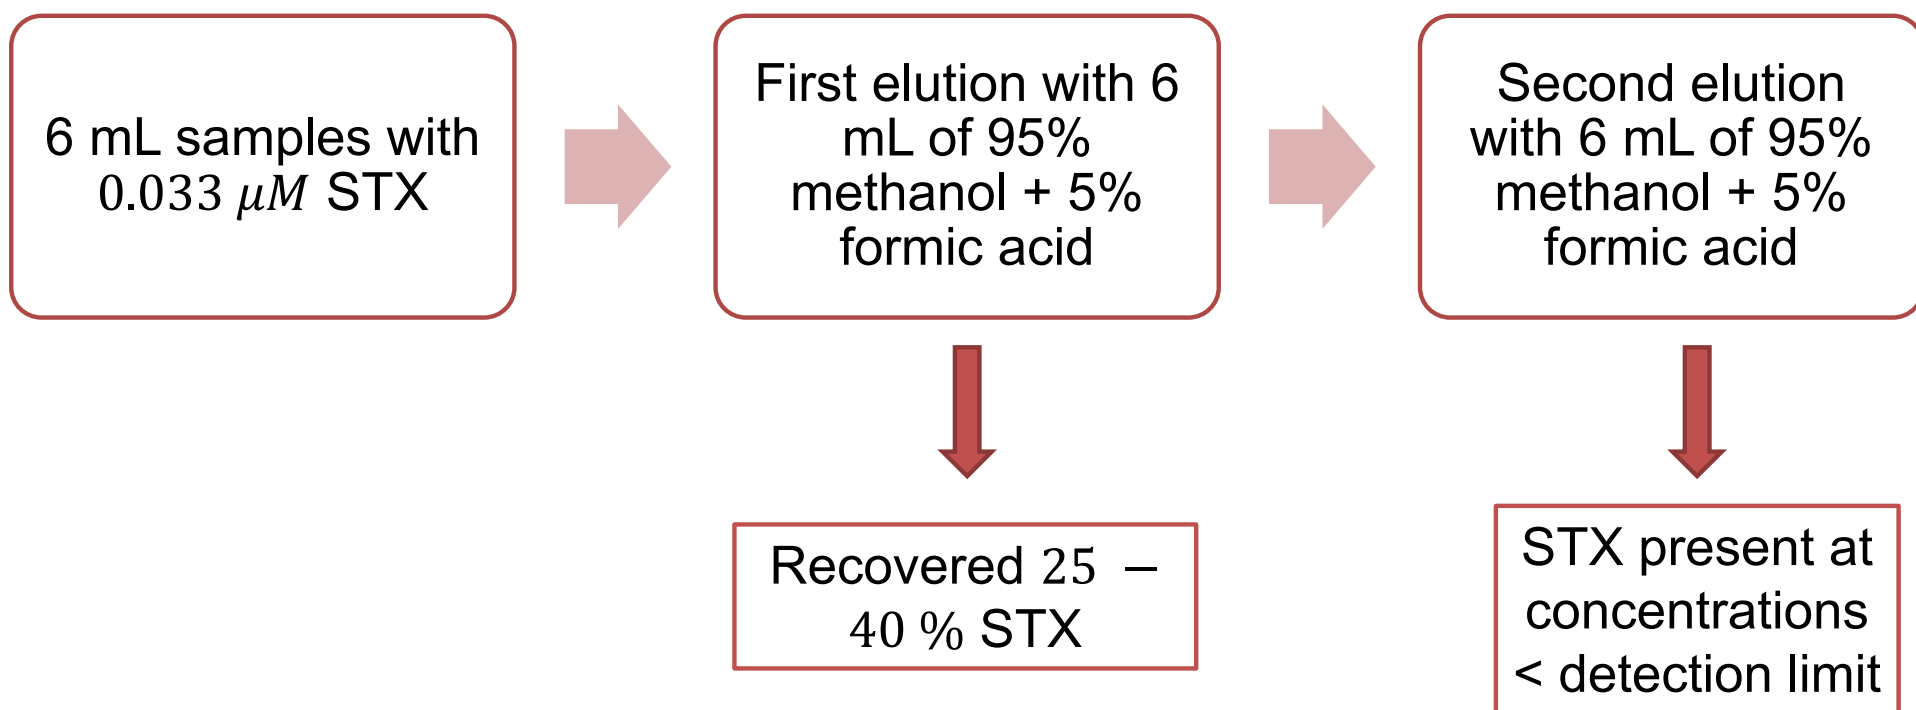 6 mL samples with
0.033 μM STX
First elution with 6
mL of 95%
methanol + 5%
formic acid
Second elution
with 6 mL of 95%
methanol + 5%
formic acid
Recovered 25 −
40 % STX
STX present at
concentrations
< detection limit